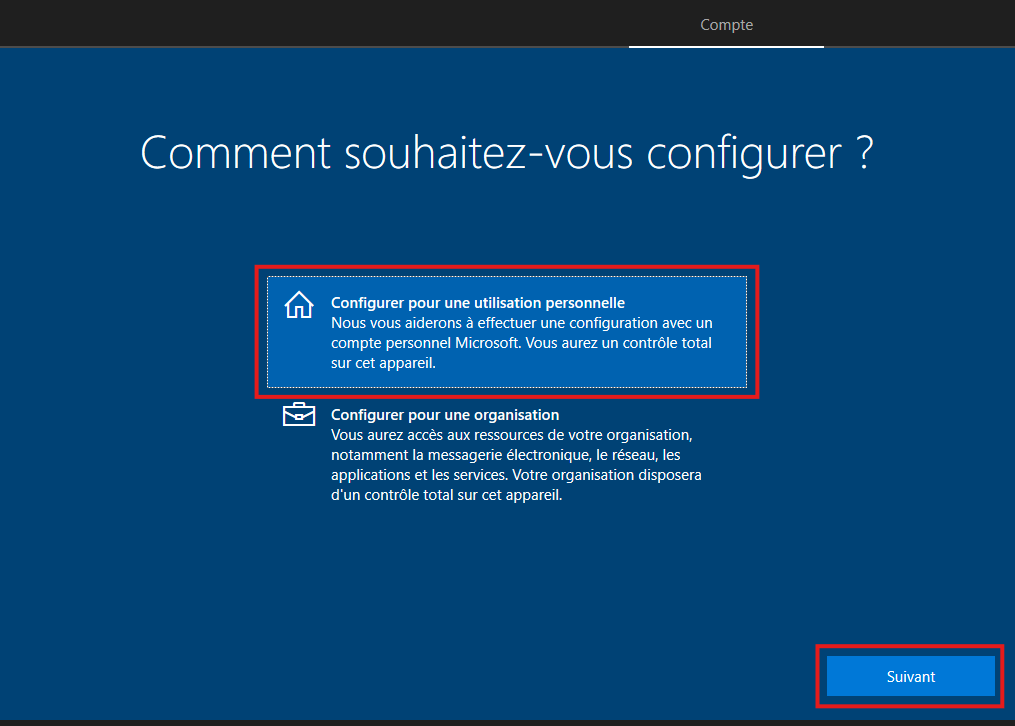 Compte
Comment souhaitez-vous configurer ?
Configurer pour une utilisation personnelle
Nous vous aiderons à effectuer une configuration avec un
compte personnel Microsoft. Vous aurez un contrôle total
sur cet appareil.
Configurer pour une organisation
Vous aurez accès aux ressources de votre organisation,
notamment la messagerie électronique, le réseau, les
applications et les services. Votre organisation disposera
d'un contrôle total sur cet appareil.
Suivant